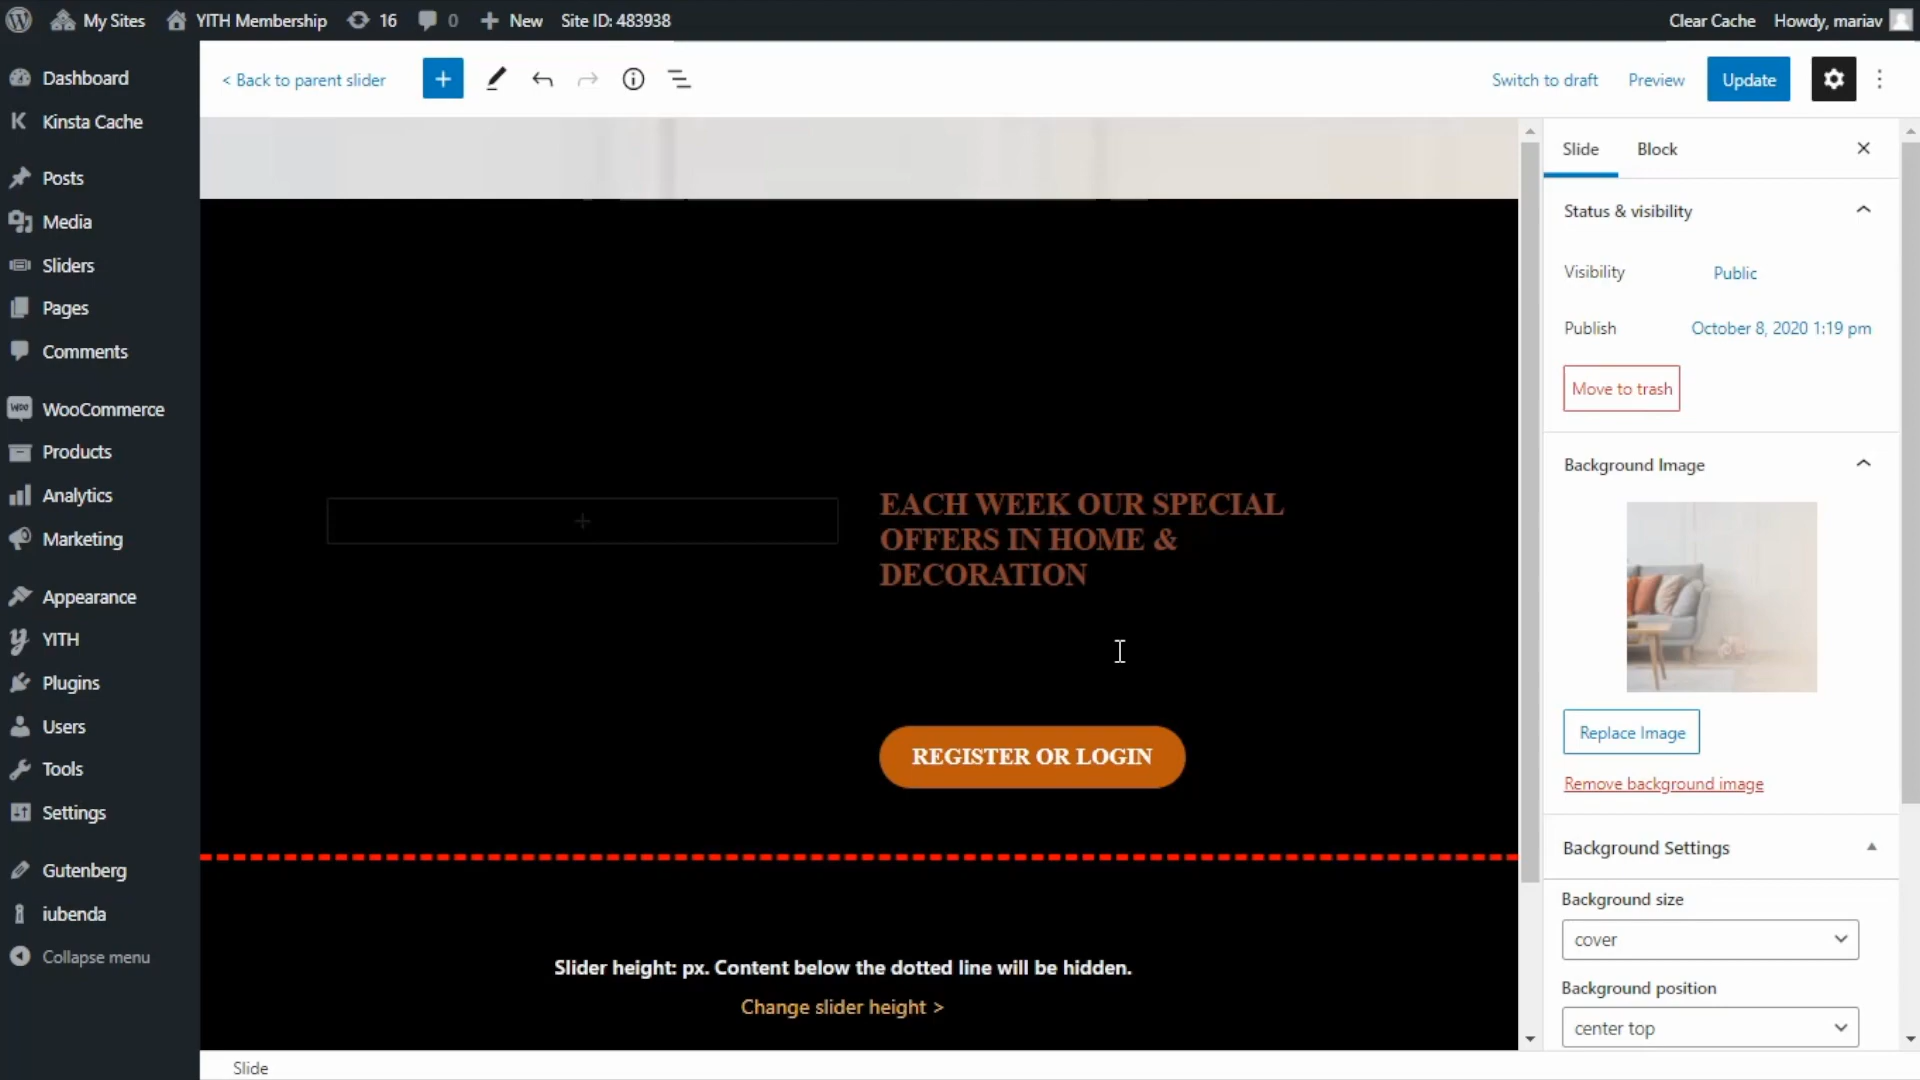 My Sites
YITH Membership
16
0
New
Site ID: 483938
Clear Cache
Howdy, mariav
Dashboard
Kinsta Cache
Posts
Media
Sliders
Pages
Comments
WooCommerce
Products
Analytics
Marketing
Appearance
YITH
Plugins
Users
Tools
Settings
Gutenberg
iubenda
Collapse menu
< Back to parent slider
Switch to draft
Preview
Update
EACH WEEK OUR SPECIAL
OFFERS IN HOME &
DECORATION
REGISTER OR LOGIN
Slider height: px. Content below the dotted line will be hidden.
Change slider height >
Slide
Slide
Block
Status & visibility
Visibility
Public
Publish
October 8, 2020 1:19 pm
Move to trash
Background Image
Replace Image
Remove background image
Background Settings
Background size
cover
Background position
center top